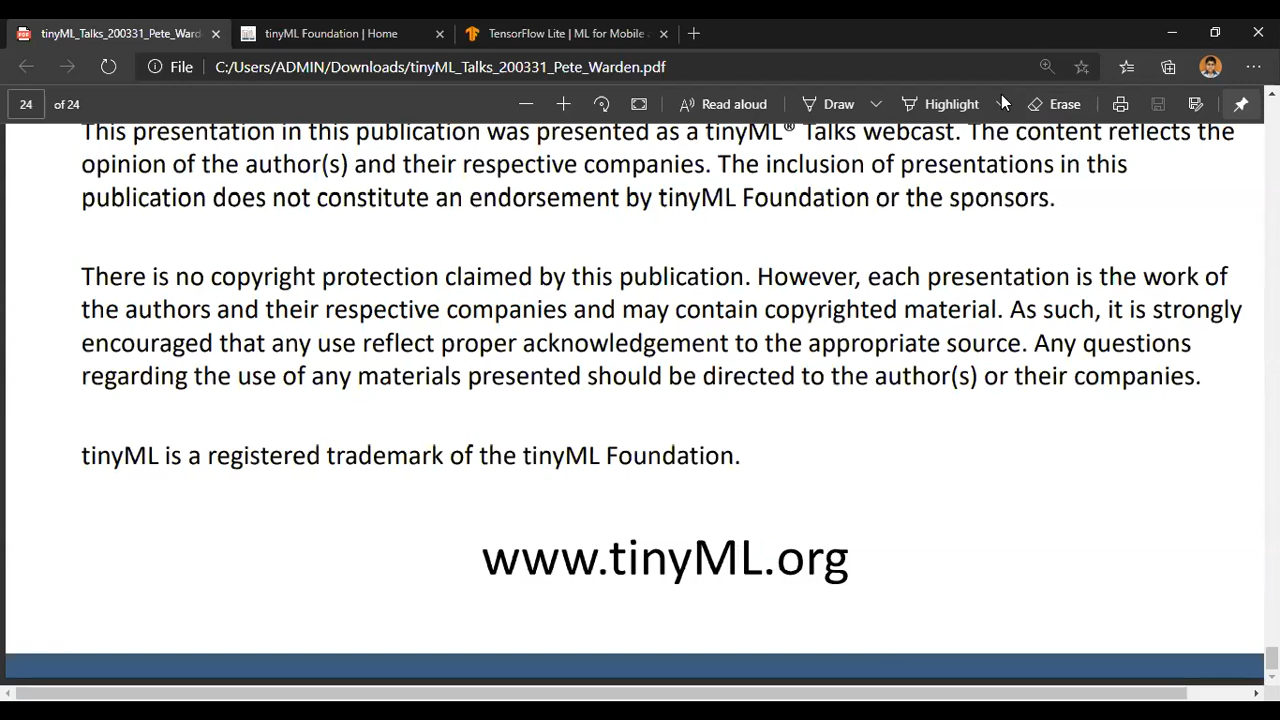 tinyML_Talks_200331_Pete_Ward
tinyML Foundation | Home
TensorFlow Lite | ML for Mobile
File
C:/Users/ADMIN/Downloads/tinyML_Talks_200331_Pete_Warden.pdf
24 of 24
Read aloud
Draw
Highlight
Erase
This presentation in this publication was presented as a tinyML® Talks webcast. The content reflects the
opinion of the author(s) and their respective companies. The inclusion of presentations in this
publication does not constitute an endorsement by tinyML Foundation or the sponsors.
There is no copyright protection claimed by this publication. However, each presentation is the work of
the authors and their respective companies and may contain copyrighted material. As such, it is strongly
encouraged that any use reflect proper acknowledgement to the appropriate source. Any questions
regarding the use of any materials presented should be directed to the author(s) or their companies.
tinyML is a registered trademark of the tinyML Foundation.
www.tinyML.org